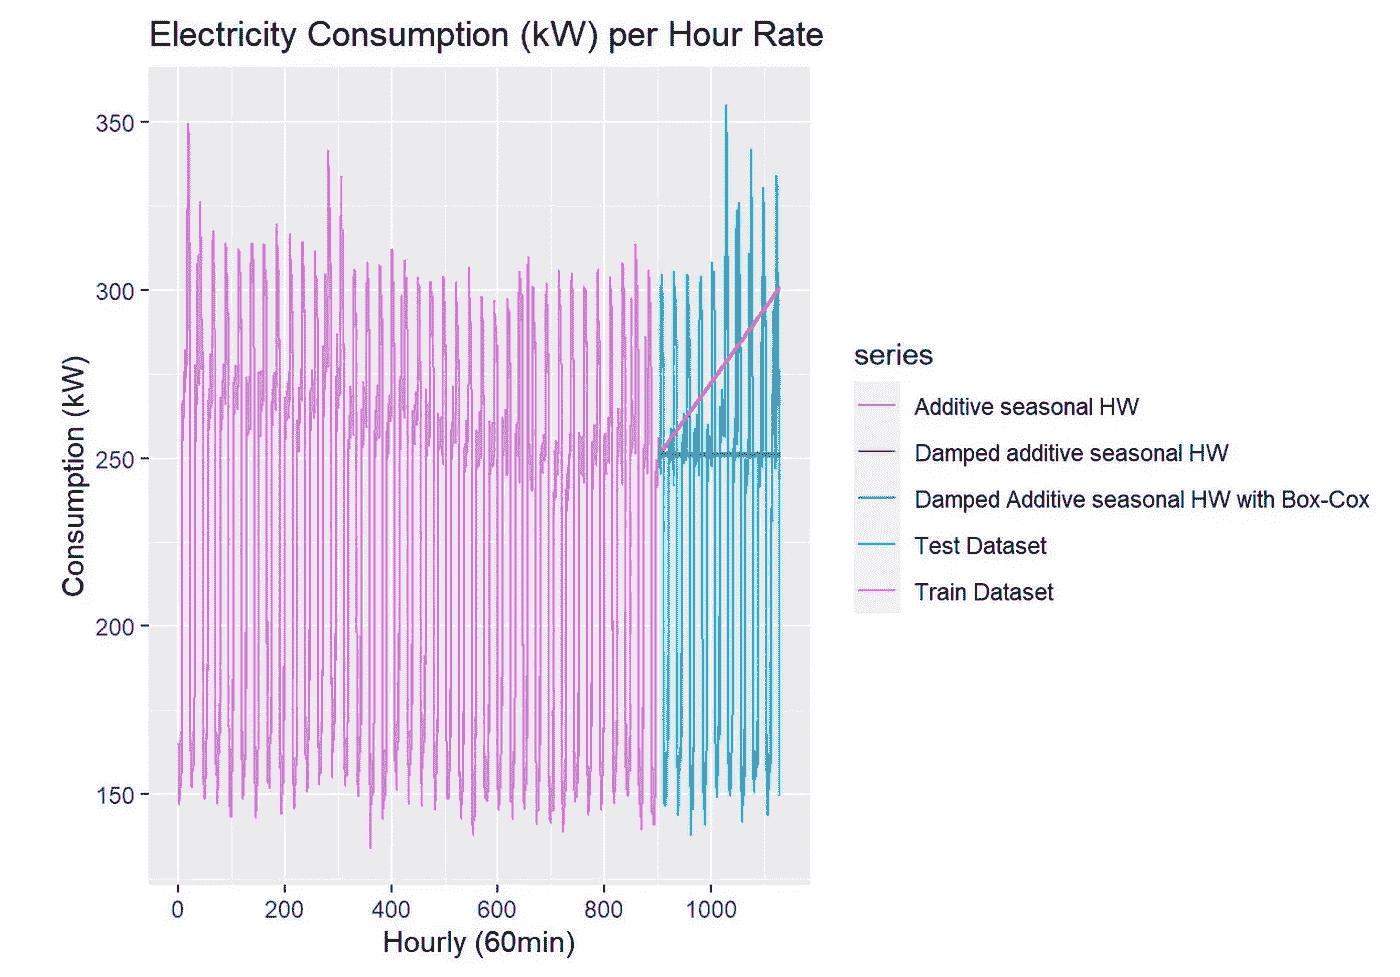 Electricity Consumption (kW) per Hour Rate
350
300
250
200
150
Consumption (kW)
0 200 400 600 800 1000
Hourly (60min)
series
Additive seasonal HW
Damped additive seasonal HW
Damped Additive seasonal HW with Box-Cox
Test Dataset
Train Dataset